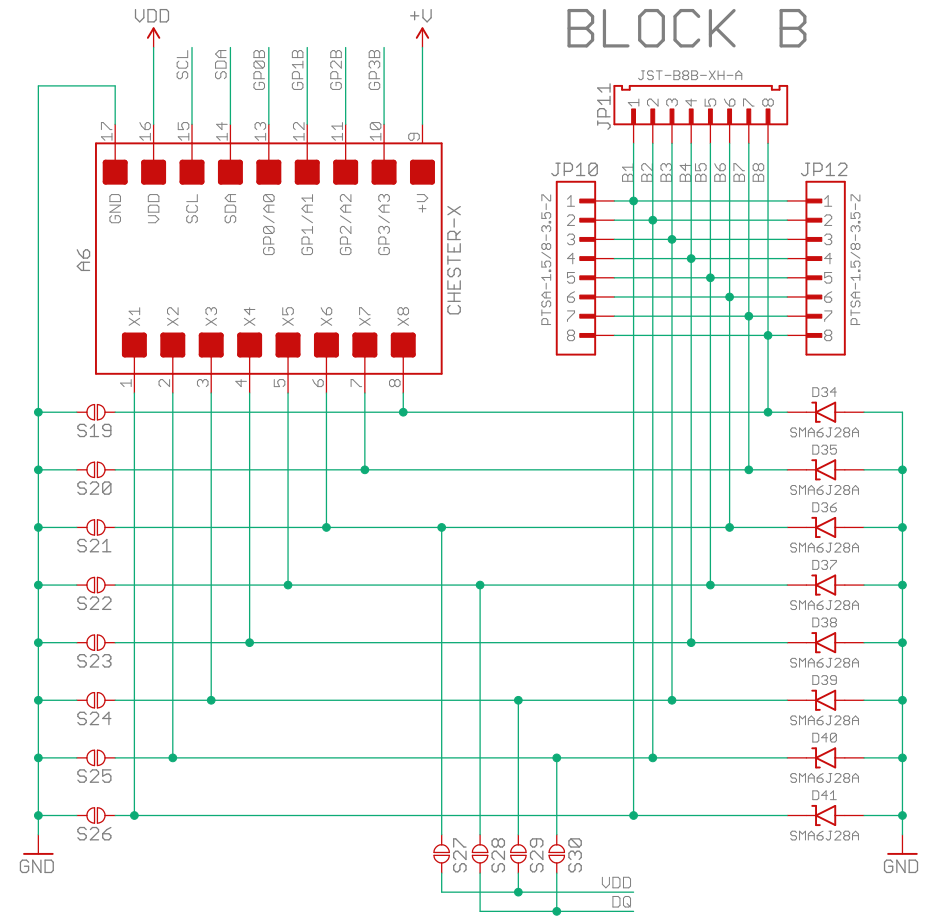 BLOCK B
VDD
+V
SCL
SDA
GP0B
GP1B
GP2B
GP3B
JST-B8B-XH-A
JP11
1 2 3 4 5 6 7 8
17 16 15 14 13 12 11 10 9
B1 B2 B3 B4 B5 B6 B7 B8
GND
VDD
SCL
SDA
GP0/A0
GP1/A1
GP2/A2
GP3/A3
+V
A6
CHESTER-X
X1 X2 X3 X4 X5 X6 X7 X8
1 2 3 4 5 6 7 8
JP10
PTSA-1.5/8-3.5-Z
1
2
3
4
5
6
7
8
JP12
PTSA-1.5/8-3.5-Z
1
2
3
4
5
6
7
8
S19
S20
S21
S22
S23
S24
S25
S26
D34
SMA6J28A
D35
SMA6J28A
D36
SMA6J28A
D37
SMA6J28A
D38
SMA6J28A
D39
SMA6J28A
D40
SMA6J28A
D41
SMA6J28A
S27
S28
S29
S30
GND
VDD
DQ
GND